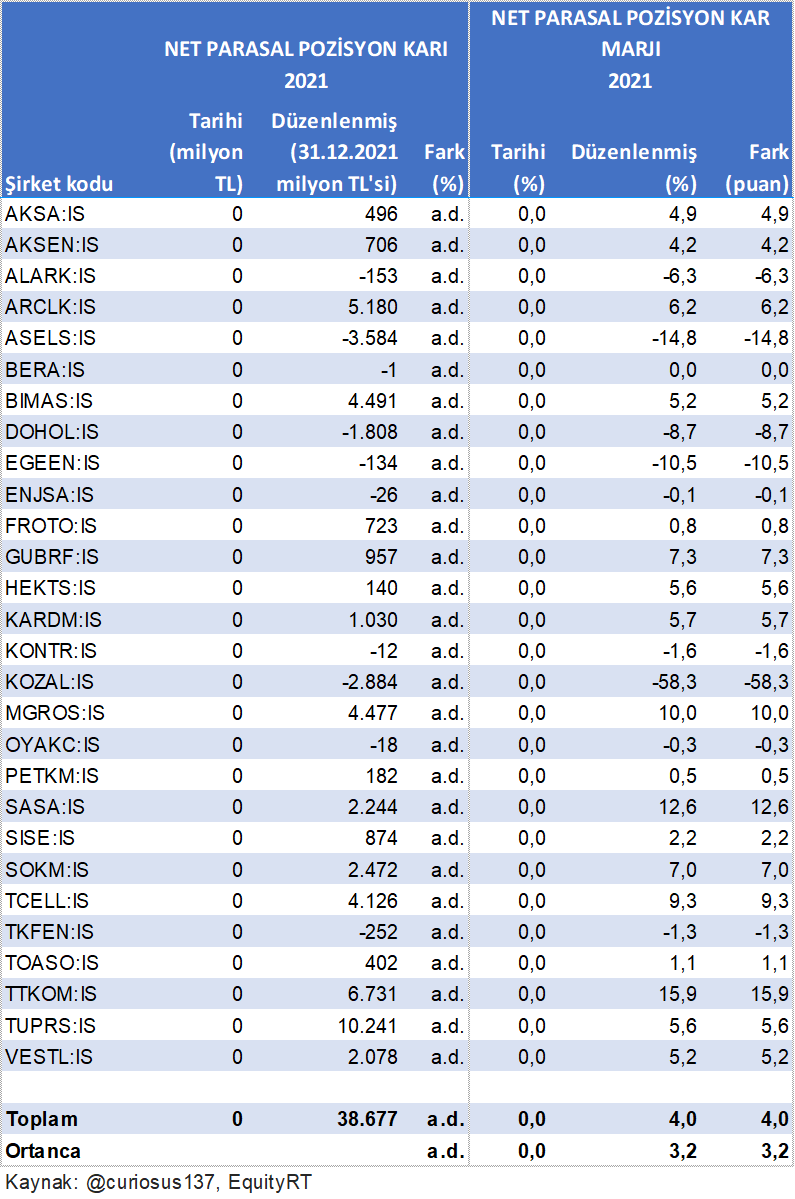 NET PARASAL POZİSYON KARI
2021
NET PARASAL POZİSYON KAR
MARJI
2021
Şirket kodu
Tarihi
(milyon
TL)
Düzenlenmiş
(31.12.2021
milyon TL'si)
Fark
(%)
Tarihi
(%)
Düzenlenmiş
(%)
Fark
(puan)
AKSA:IS 0 496 a.d. 0,0 4,9 4,9
AKSEN:IS 0 706 a.d. 0,0 4,2 4,2
ALARK:IS 0 -153 a.d. 0,0 -6,3 -6,3
ARCLK:IS 0 5.180 a.d. 0,0 6,2 6,2
ASELS:IS 0 -3.584 a.d. 0,0 -14,8 -14,8
BERA:IS 0 -1 a.d. 0,0 0,0 0,0
BIMAS:IS 0 4.491 a.d. 0,0 5,2 5,2
DOHOL:IS 0 -1.808 a.d. 0,0 -8,7 -8,7
EGEEN:IS 0 -134 a.d. 0,0 -10,5 -10,5
ENJSA:IS 0 -26 a.d. 0,0 -0,1 -0,1
FROTO:IS 0 723 a.d. 0,0 0,8 0,8
GUBRF:IS 0 957 a.d. 0,0 7,3 7,3
HEKTS:IS 0 140 a.d. 0,0 5,6 5,6
KARDM:IS 0 1.030 a.d. 0,0 5,7 5,7
KONTR:IS 0 -12 a.d. 0,0 -1,6 -1,6
KOZAL:IS 0 -2.884 a.d. 0,0 -58,3 -58,3
MGROS:IS 0 4.477 a.d. 0,0 10,0 10,0
OYAKC:IS 0 -18 a.d. 0,0 -0,3 -0,3
PETKM:IS 0 182 a.d. 0,0 0,5 0,5
SASA:IS 0 2.244 a.d. 0,0 12,6 12,6
SISE:IS 0 874 a.d. 0,0 2,2 2,2
SOKM:IS 0 2.472 a.d. 0,0 7,0 7,0
TCELL:IS 0 4.126 a.d. 0,0 9,3 9,3
TKFEN:IS 0 -252 a.d. 0,0 -1,3 -1,3
TOASO:IS 0 402 a.d. 0,0 1,1 1,1
TTKOM:IS 0 6.731 a.d. 0,0 15,9 15,9
TUPRS:IS 0 10.241 a.d. 0,0 5,6 5,6
VESTL:IS 0 2.078 a.d. 0,0 5,2 5,2
Toplam 0 38.677 a.d. 0,0 4,0 4,0
Ortanca a.d. 0,0 3,2 3,2
Kaynak: @curiosus137, EquityRT